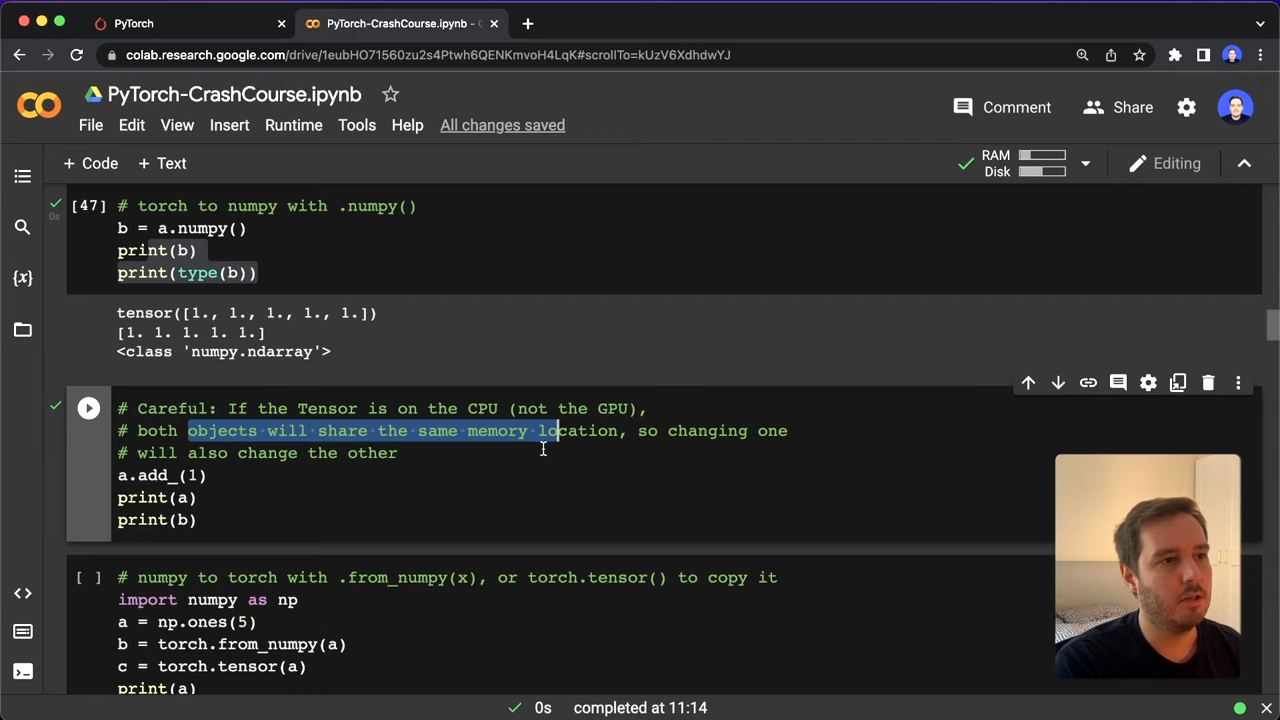 PyTorch
PyTorch-CrashCourse.ipynb - C
colab.research.google.com/drive/1eubHO71560zu2s4Ptwh6QENKmvoH4LqK#scrollTo=kUzV6XdhdwYJ
PyTorch-CrashCourse.ipynb
Comment
Share
File Edit View Insert Runtime Tools Help All changes saved
+ Code + Text
RAM
Disk
Editing
[47] # torch to numpy with .numpy()
0s
b = a.numpy()
print(b)
print(type(b))
tensor([1., 1., 1., 1., 1.])
[1. 1. 1. 1. 1.]
<class 'numpy.ndarray'>
# Careful: If the Tensor is on the CPU (not the GPU),
# both objects will share the same memory location, so changing one
# will also change the other
a.add_(1)
print(a)
print(b)
[ ] # numpy to torch with .from_numpy(x), or torch.tensor() to copy it
import numpy as np
a = np.ones(5)
b = torch.from_numpy(a)
c = torch.tensor(a)
print(a)
0s completed at 11:14